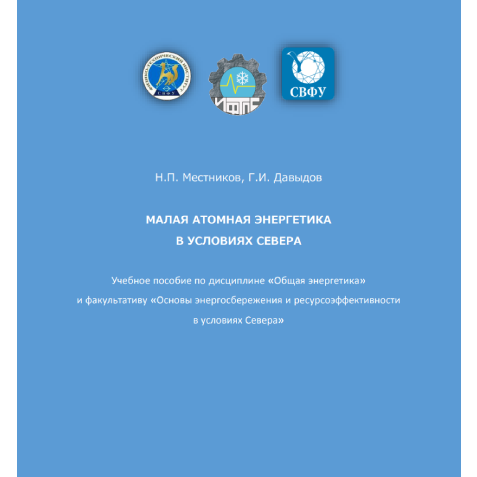 ИФТПС
СВФУ
Н.П. Местников, Г.И. Давыдов
МАЛАЯ АТОМНАЯ ЭНЕРГЕТИКА
В УСЛОВИЯХ СЕВЕРА
Учебное пособие по дисциплине «Общая энергетика»
и факультативу «Основы энергосбережения и ресурсоэффективности
в условиях Севера»